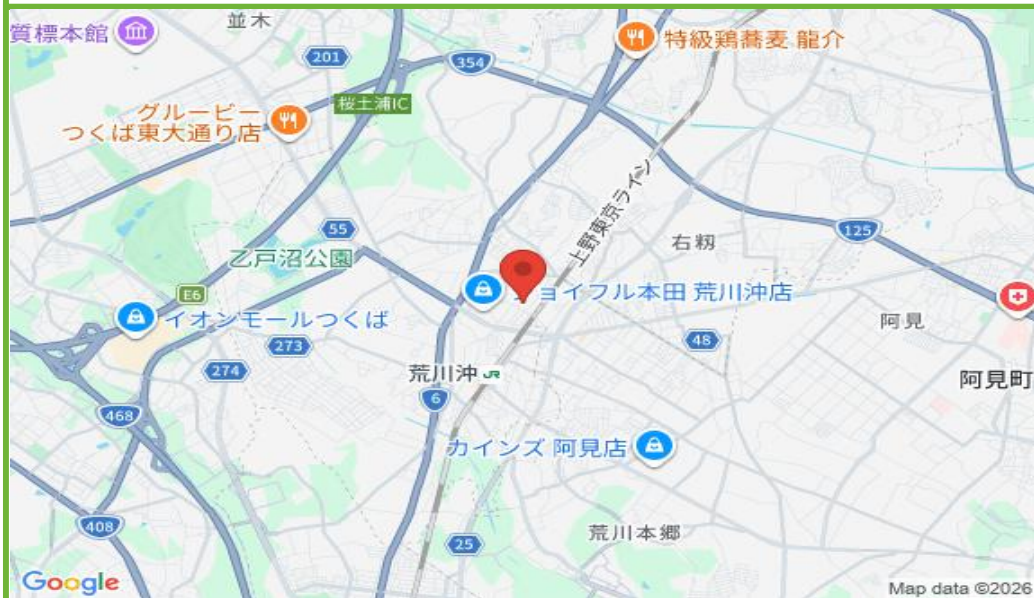 質標本館
並木
201
354
特級鶏蕎麦 龍介
桜土浦IC
グルービー
つくば東大通り店
上野東京ライン
55
右籾
125
乙戸沼公園
E6
ョイフル本田 荒川沖店
イオンモールつくば
阿見
273
48
274
荒川沖 JR
阿見町
6
468
カインズ 阿見店
408
25
荒川本郷
Google
Map data ©2026